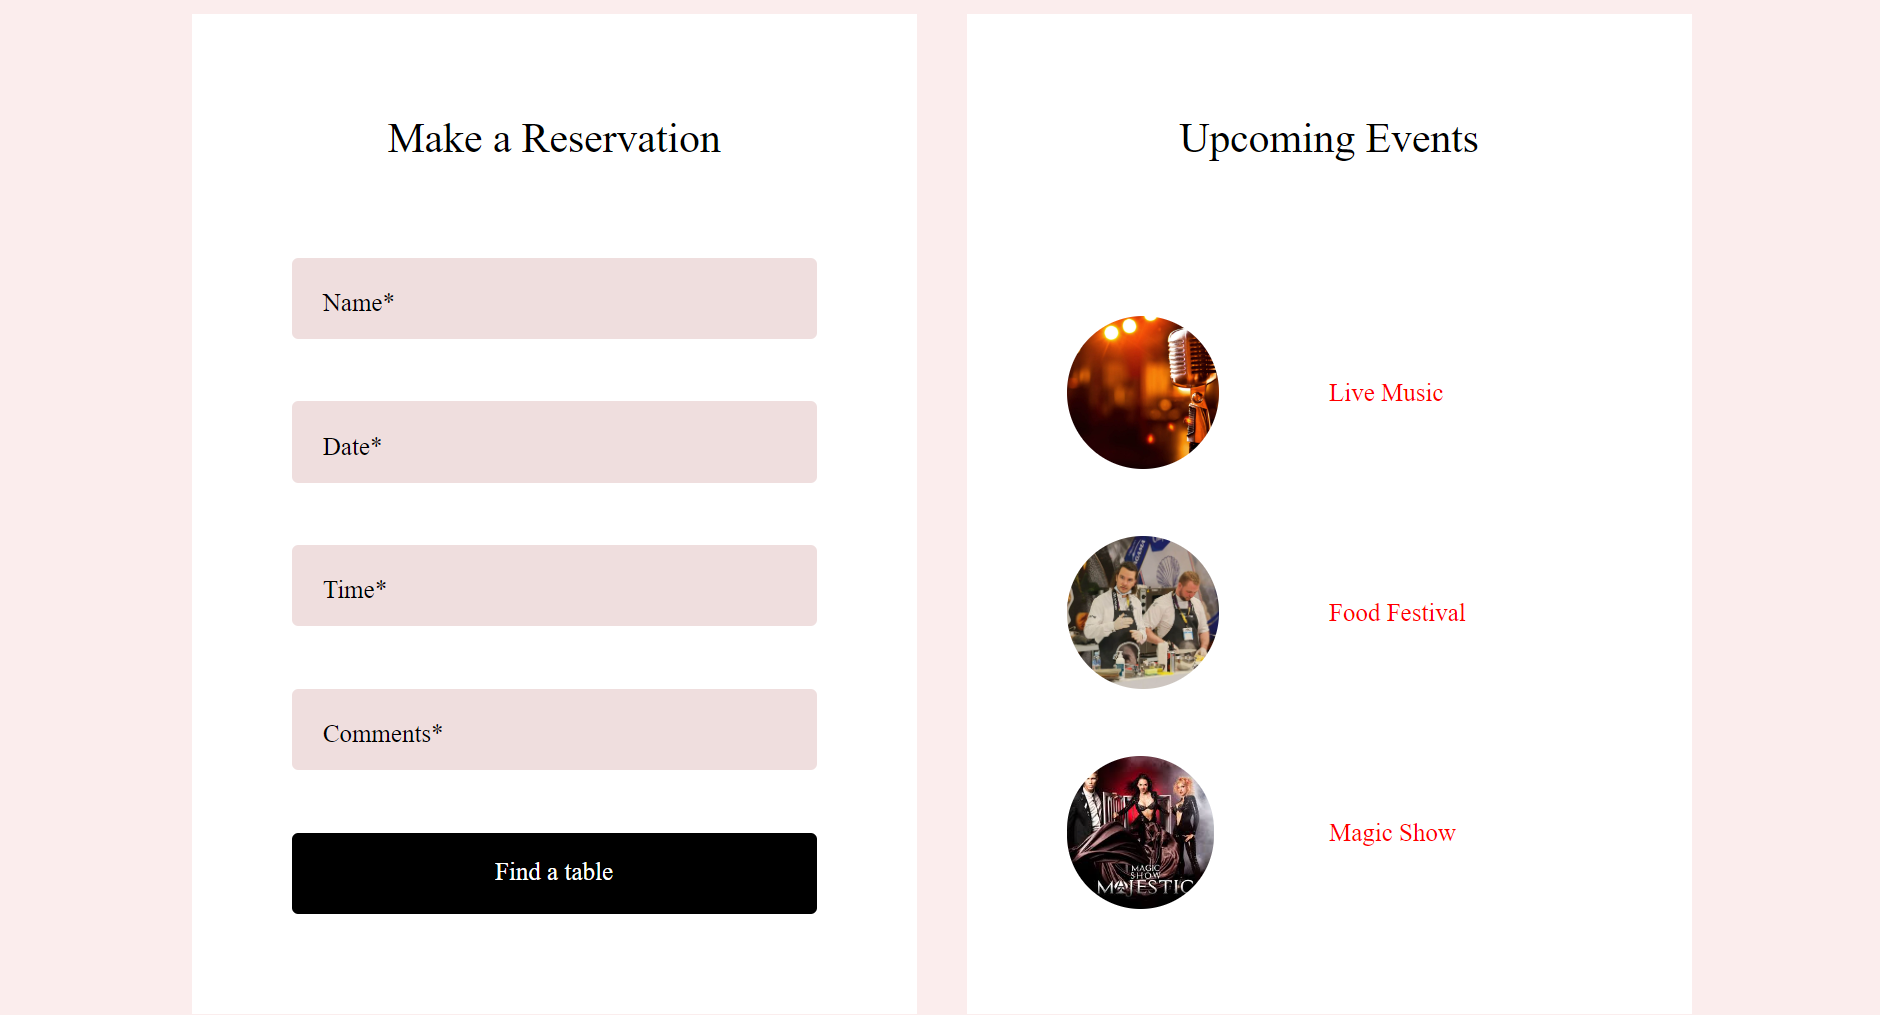 Make a Reservation
Name*
Date*
Time*
Comments*
Find a table
Upcoming Events
Live Music
Food Festival
Magic Show
MAGIC
SHOW
MAJESTIC